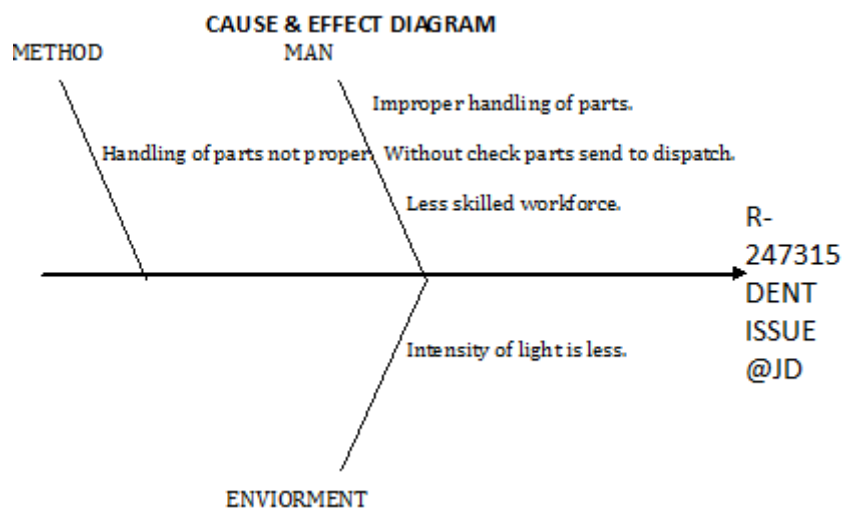 CAUSE & EFFECT DIAGRAM
METHOD
MAN
Improper handling of parts.
Handling of parts not proper.
Without check parts send to dispatch.
Less skilled workforce.
R-
247315
DENT
ISSUE
@JD
Intensity of light is less.
ENVIORMENT